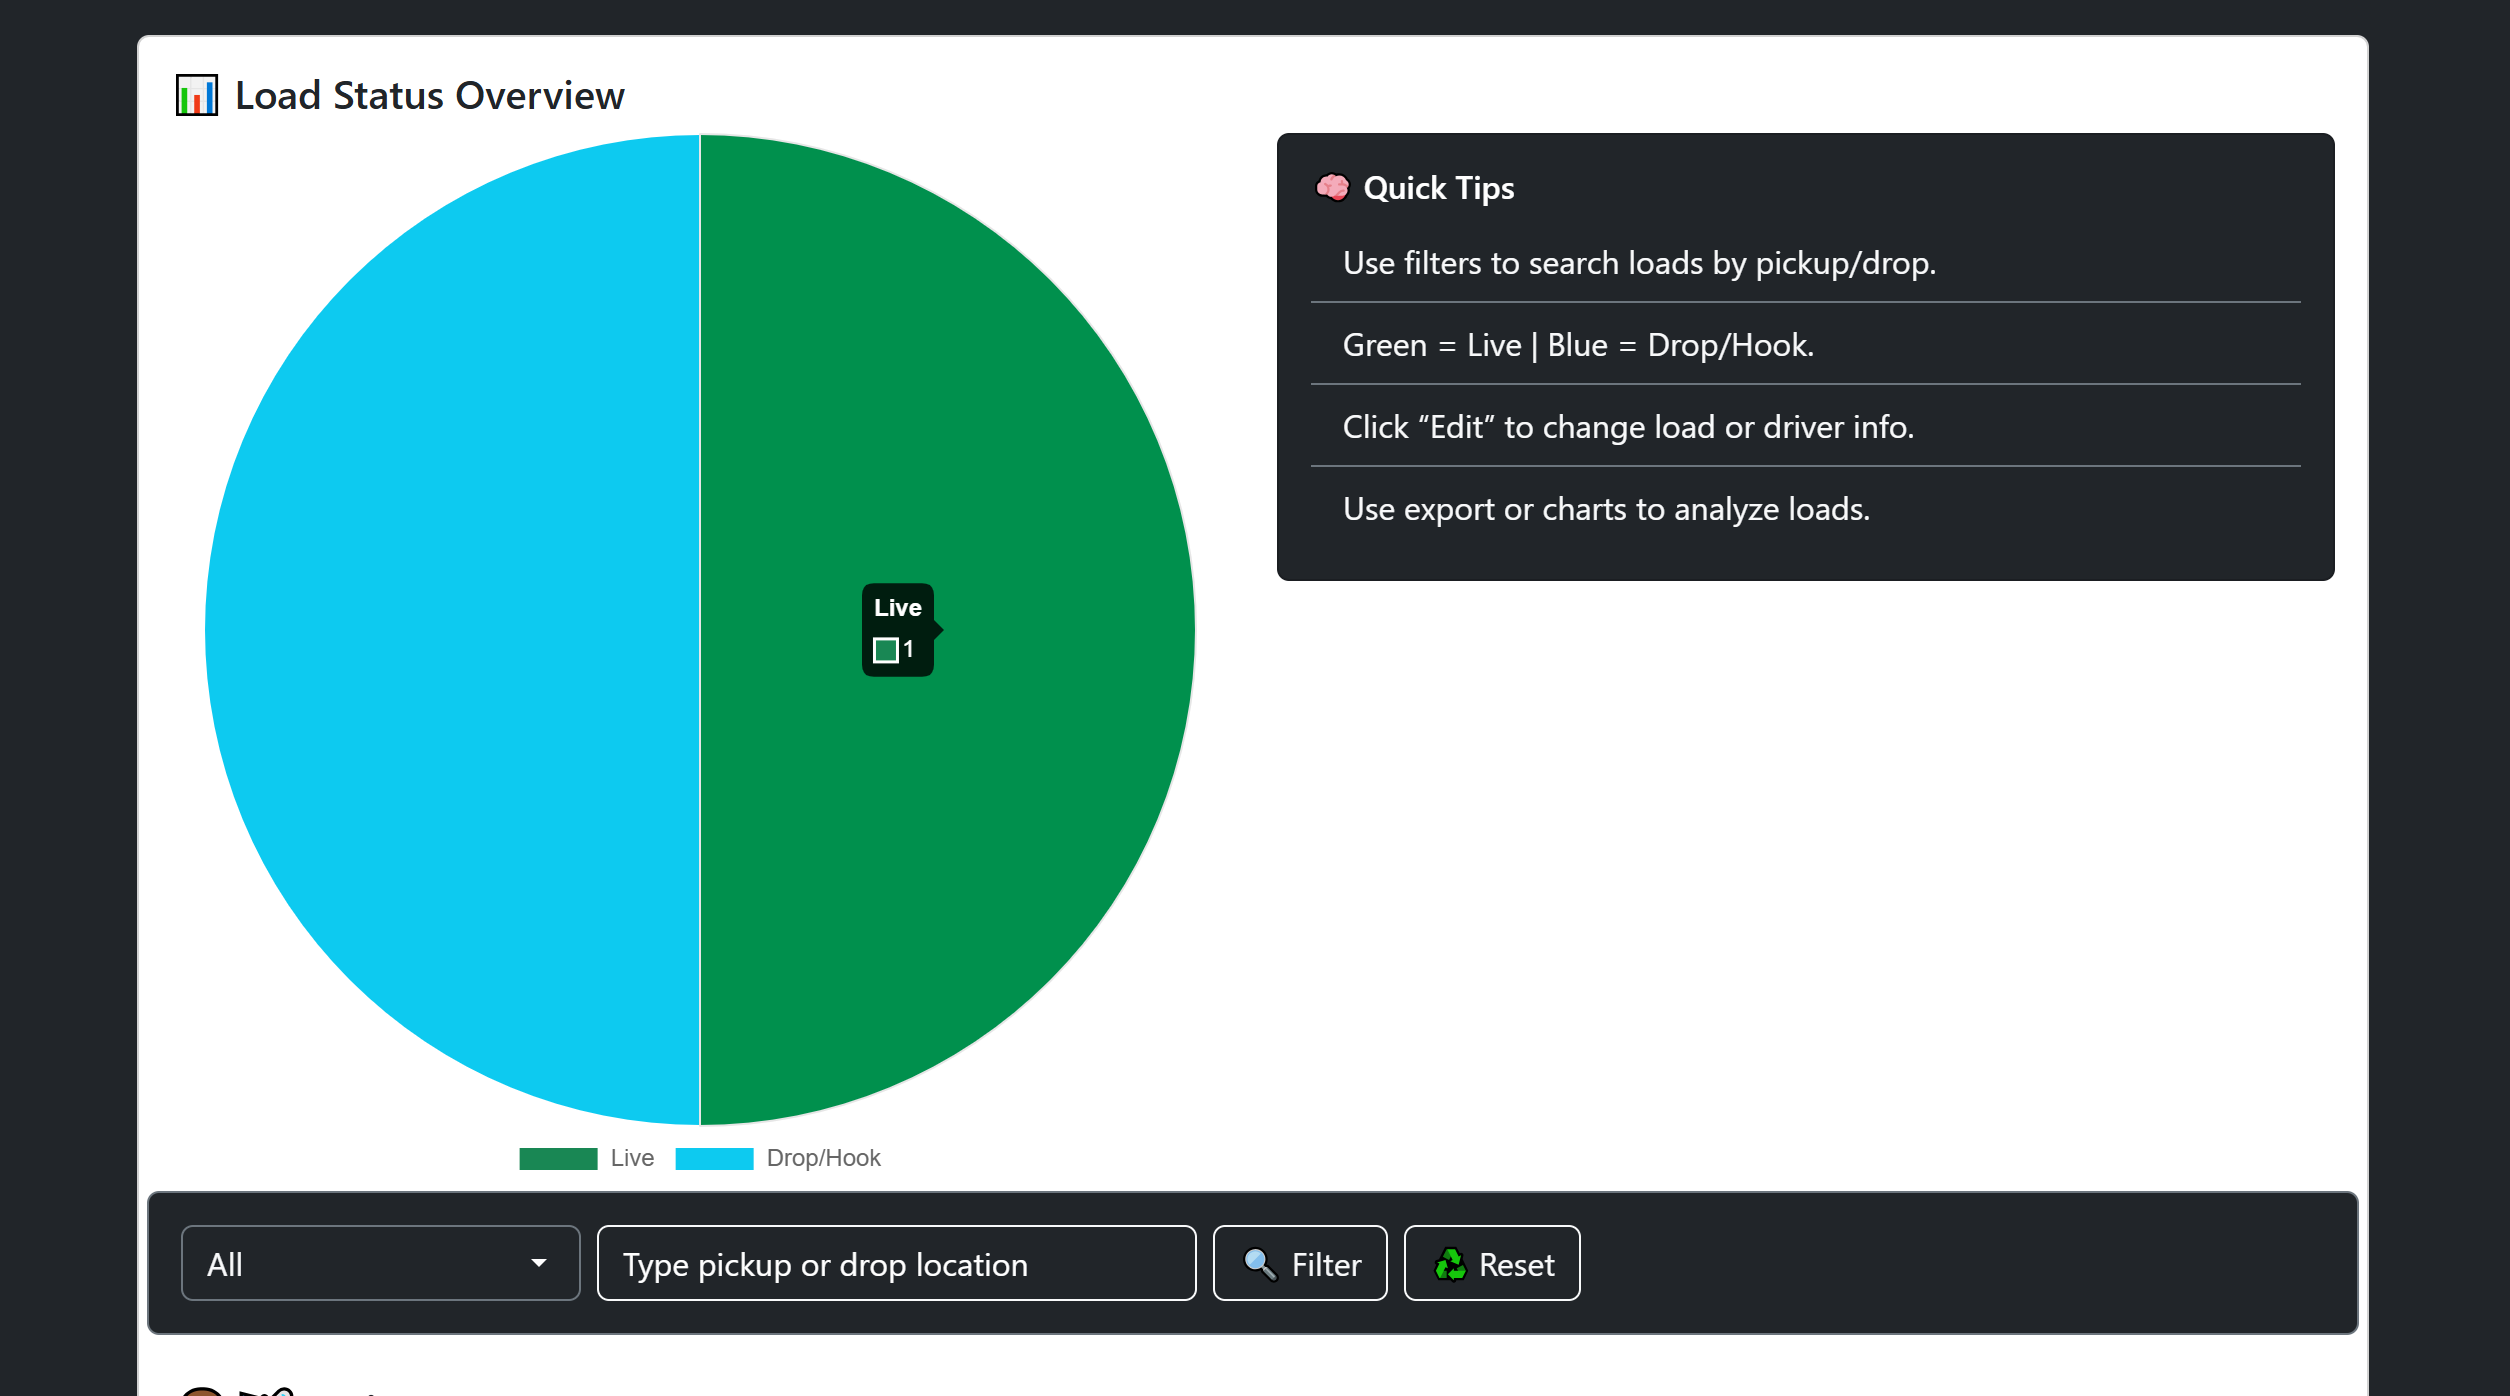 Load Status Overview
Live
1
Live
Drop/Hook
Quick Tips
Use filters to search loads by pickup/drop.
Green = Live | Blue = Drop/Hook.
Click “Edit” to change load or driver info.
Use export or charts to analyze loads.
All
Type pickup or drop location
Filter
Reset